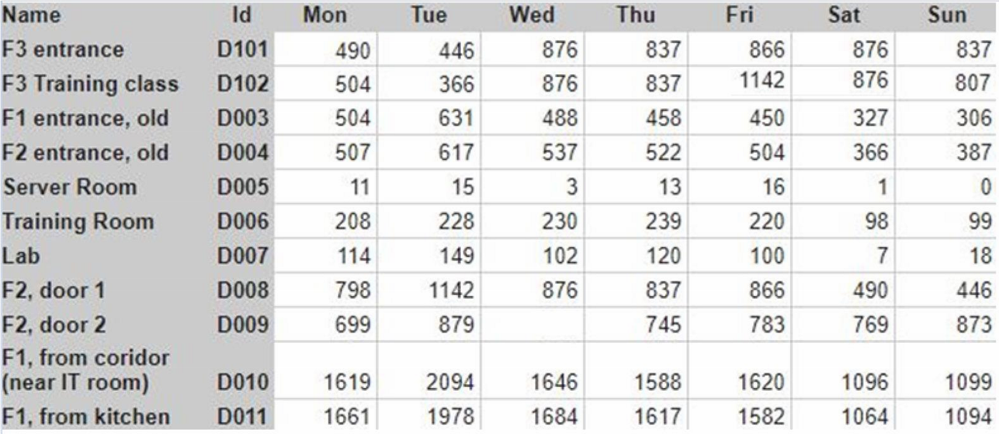 Name Id Mon Tue Wed Thu Fri Sat Sun
F3 entrance D101 490 446 876 837 866 876 837
F3 Training class D102 504 366 876 837 1142 876 807
F1 entrance, old D003 504 631 488 458 450 327 306
F2 entrance, old D004 507 617 537 522 504 366 387
Server Room D005 11 15 3 13 16 1 0
Training Room D006 208 228 230 239 220 98 99
Lab D007 114 149 102 120 100 7 18
F2, door 1 D008 798 1142 876 837 866 490 446
F2, door 2 D009 699 879 745 783 769 873
F1, from coridor
(near IT room) D010 1619 2094 1646 1588 1620 1096 1099
F1, from kitchen D011 1661 1978 1684 1617 1582 1064 1094